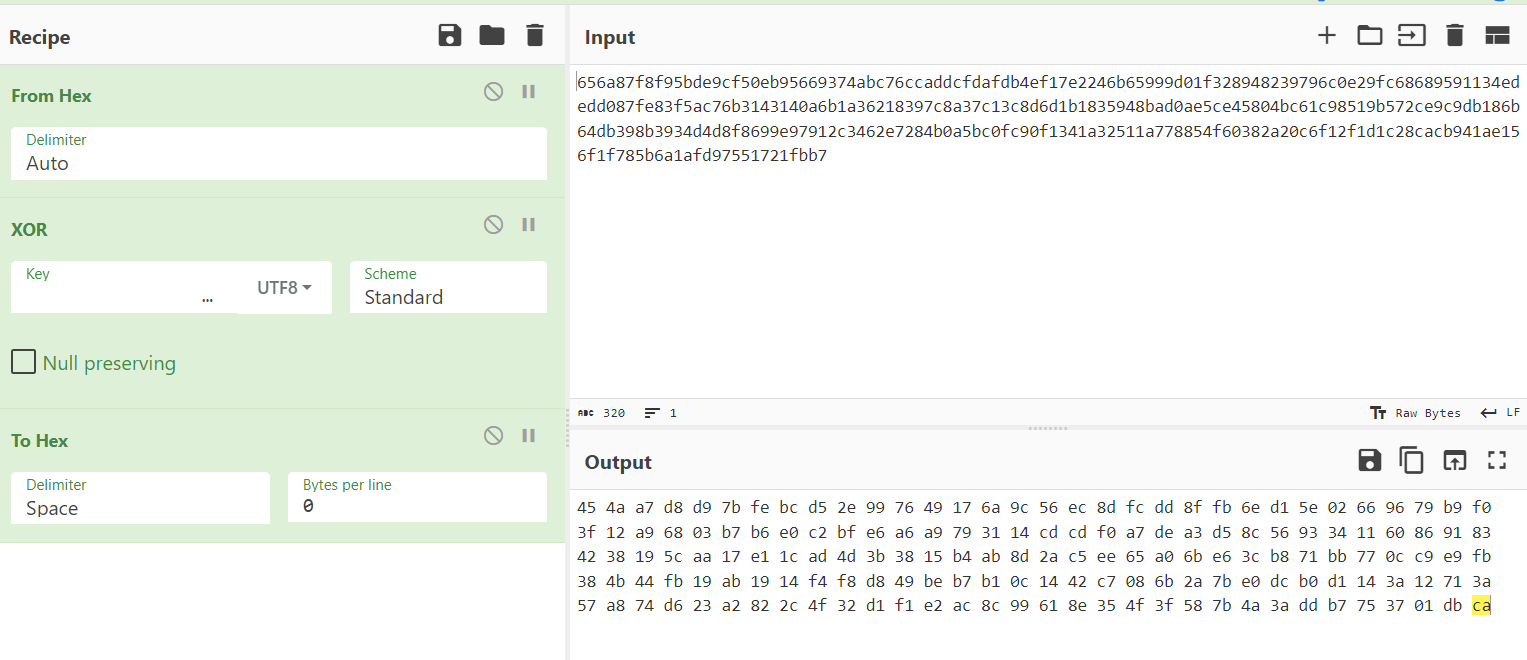 Recipe
From Hex
Delimiter
Auto
XOR
Key
...
UTF8
Scheme
Standard
Null preserving
To Hex
Delimiter
Space
Bytes per line
0
Input
656a87f8f95bde9cf50eb95669374abc76ccaddcfdafdb4ef17e2246b65999d01f328948239796c0e29fc68689591134ed
edd087fe83f5ac76b3143140a6b1a36218397c8a37c13c8d6d1b1835948bad0ae5ce45804bc61c98519b572ce9c9db186b
64db398b3934d4d8f8699e97912c3462e7284b0a5bc0fc90f1341a32511a778854f60382a20c6f12f1d1c28cacb941ae15
6f1f785b6a1afd97551721fbb7
ABC 320 1
Raw Bytes LF
Output
45 4a a7 d8 d9 7b fe bc d5 2e 99 76 49 17 6a 9c 56 ec 8d fc dd 8f fb 6e d1 5e 02 66 96 79 b9 f0
3f 12 a9 68 03 b7 b6 e0 c2 bf e6 a6 a9 79 31 14 cd cd f0 a7 de a3 d5 8c 56 93 34 11 60 86 91 83
42 38 19 5c aa 17 e1 1c ad 4d 3b 38 15 b4 ab 8d 2a c5 ee 65 a0 6b e6 3c b8 71 bb 77 0c c9 e9 fb
38 4b 44 fb 19 ab 19 14 f4 f8 d8 49 be b7 b1 0c 14 42 c7 08 6b 2a 7b e0 dc b0 d1 14 3a 12 71 3a
57 a8 74 d6 23 a2 82 2c 4f 32 d1 f1 e2 ac 8c 99 61 8e 35 4f 3f 58 7b 4a 3a dd b7 75 37 01 db ca